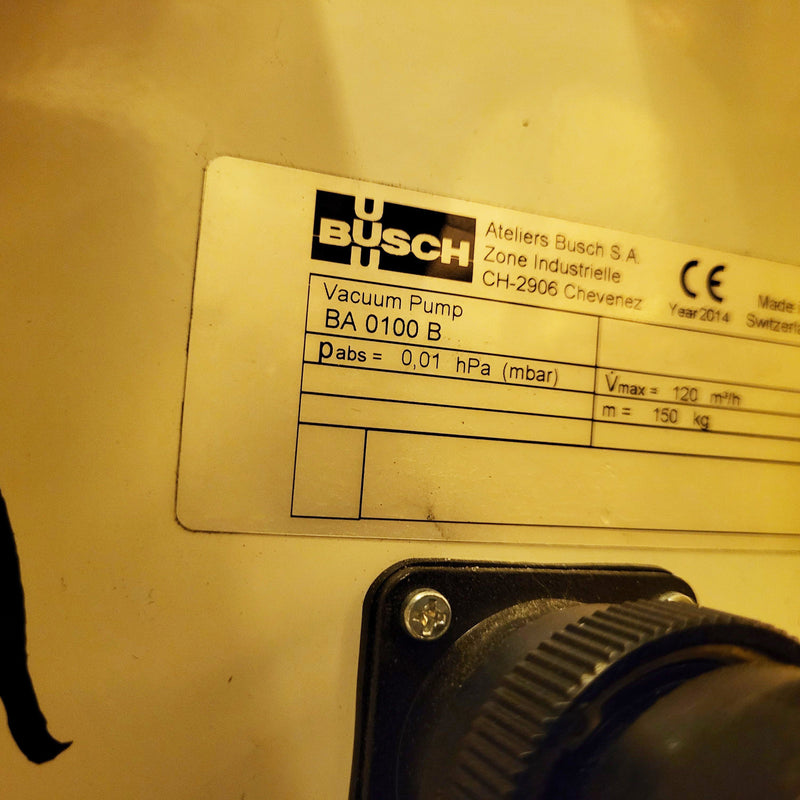 BUSCH
Ateliers Busch S.A.
Zone Industrielle
CH-2906 Chevenez
CE
Year 2014
Made
Vacuum Pump
BA 0100 B
pabs = 0,01 hPa (mbar)
V̇max = 120 m³/h
m = 150 kg